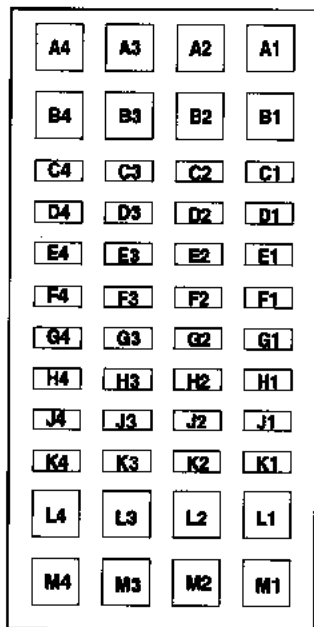 A4 A3 A2 A1
B4 B3 B2 B1
C4 C3 C2 C1
D4 D3 D2 D1
E4 E3 E2 E1
F4 F3 F2 F1
G4 G3 G2 G1
H4 H3 H2 H1
J4 J3 J2 J1
K4 K3 K2 K1
L4 L3 L2 L1
M4 M3 M2 M1